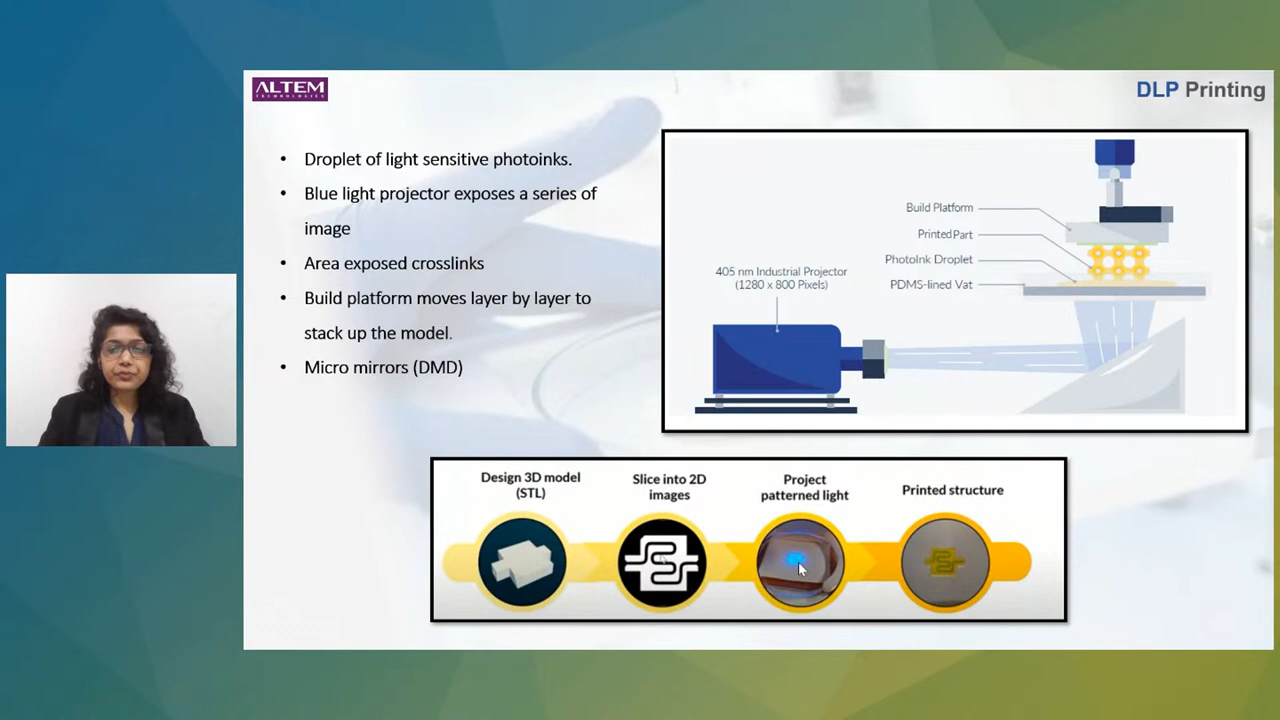 ALTEM
TECHNOLOGIES
DLP Printing
• Droplet of light sensitive photoinks.
• Blue light projector exposes a series of
image
• Area exposed crosslinks
• Build platform moves layer by layer to
stack up the model.
• Micro mirrors (DMD)
Build Platform
Printed Part
PhotoInk Droplet
PDMS-lined Vat
405 nm Industrial Projector
(1280 x 800 Pixels)
Design 3D model
(STL)
Slice into 2D
images
Project
patterned light
Printed structure